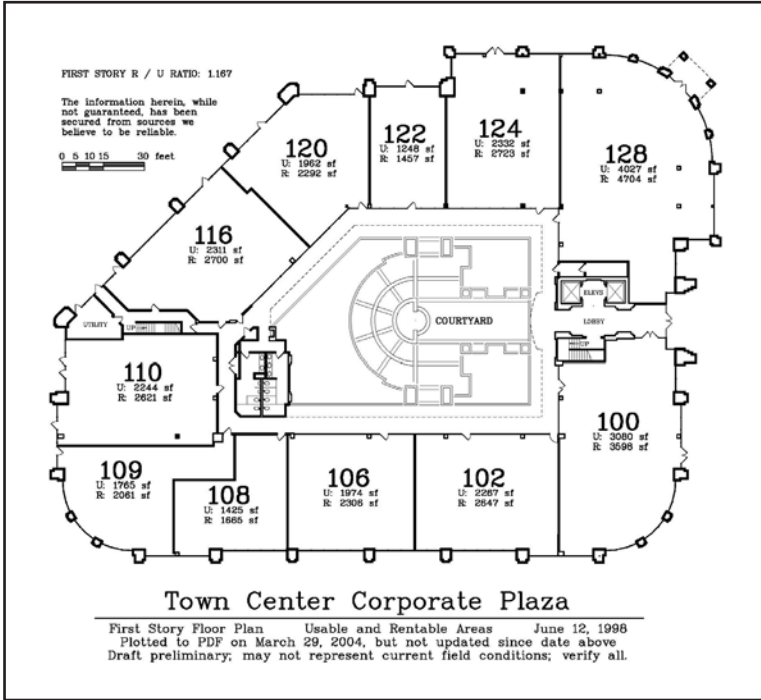 FIRST STORY R / U RATIO: 1.167
The information herein, while
not guaranteed, has been
secured from sources we
believe to be reliable.
0 5 10 15 30 feet
120
U: 1962 sf
R: 2292 sf
122
U: 1248 sf
R: 1457 sf
124
U: 2332 sf
R: 2723 sf
128
U: 4027 sf
R: 4704 sf
116
U: 2311 sf
R: 2700 sf
ELEVS
LOBBY
UP
COURTYARD
UTILITY
UP
110
U: 2244 sf
R: 2621 sf
100
U: 3080 sf
R: 3598 sf
109
U: 1765 sf
R: 2061 sf
108
U: 1425 sf
R: 1665 sf
106
U: 1974 sf
R: 2306 sf
102
U: 2267 sf
R: 2647 sf
Town Center Corporate Plaza
First Story Floor Plan Usable and Rentable Areas June 12, 1998
Plotted to PDF on March 29, 2004, but not updated since date above
Draft preliminary; may not represent current field conditions; verify all.